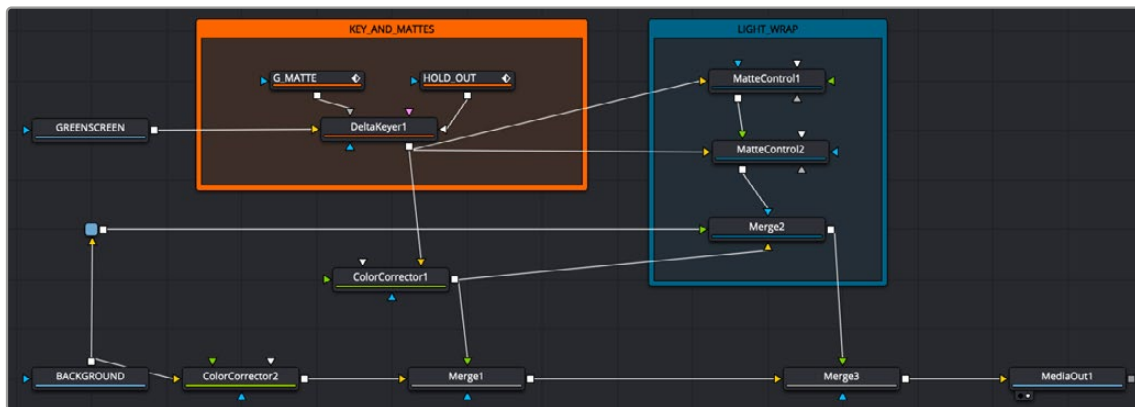 KEY_AND_MATTES
LIGHT_WRAP
G_MATTE
HOLD_OUT
MatteControl1
GREENSCREEN
DeltaKeyer1
MatteControl2
Merge2
ColorCorrector1
BACKGROUND
ColorCorrector2
Merge1
Merge3
MediaOut1